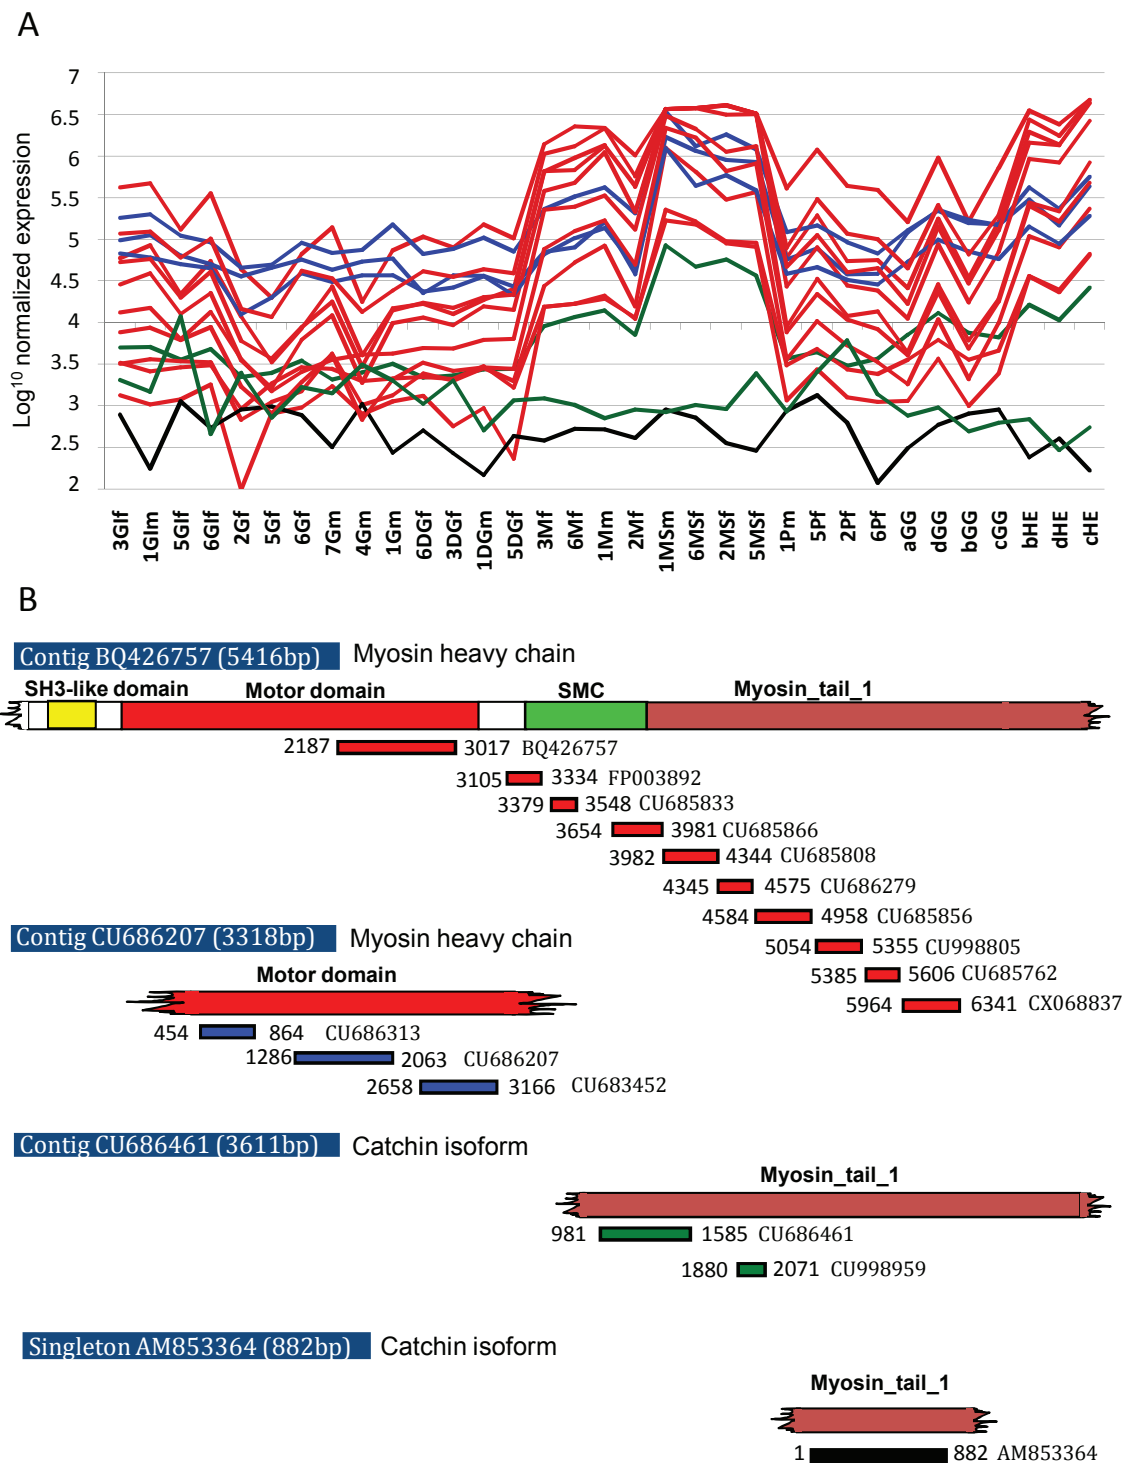 A
7
6.5
6
5.5
5
4.5
4
3.5
3
2.5
2
Log10 normalized expression
3GIf 1GIm 5GIf 6GIf 2Gf 5Gf 6Gf 7Gm 4Gm 1Gm 6DGf 3DGf 1DGm 5DGf 3Mf 6Mf 1Mm 2Mf 1MSm 6MSf 2MSf 5MSf 1Pm 5Pf 2Pf 6Pf aGG dGG bGG cGG bHE dHE cHE
B
Contig BQ426757 (5416bp) Myosin heavy chain
SH3-like domain Motor domain SMC Myosin_tail_1
2187 3017 BQ426757
3105 3334 FP003892
3379 3548 CU685833
3654 3981 CU685866
3982 4344 CU685808
4345 4575 CU686279
4584 4958 CU685856
5054 5355 CU998805
5385 5606 CU685762
5964 6341 CX068837
Contig CU686207 (3318bp) Myosin heavy chain
Motor domain
454 864 CU686313
1286 2063 CU686207
2658 3166 CU683452
Contig CU686461 (3611bp) Catchin isoform
Myosin_tail_1
981 1585 CU686461
1880 2071 CU998959
Singleton AM853364 (882bp) Catchin isoform
Myosin_tail_1
1 882 AM853364